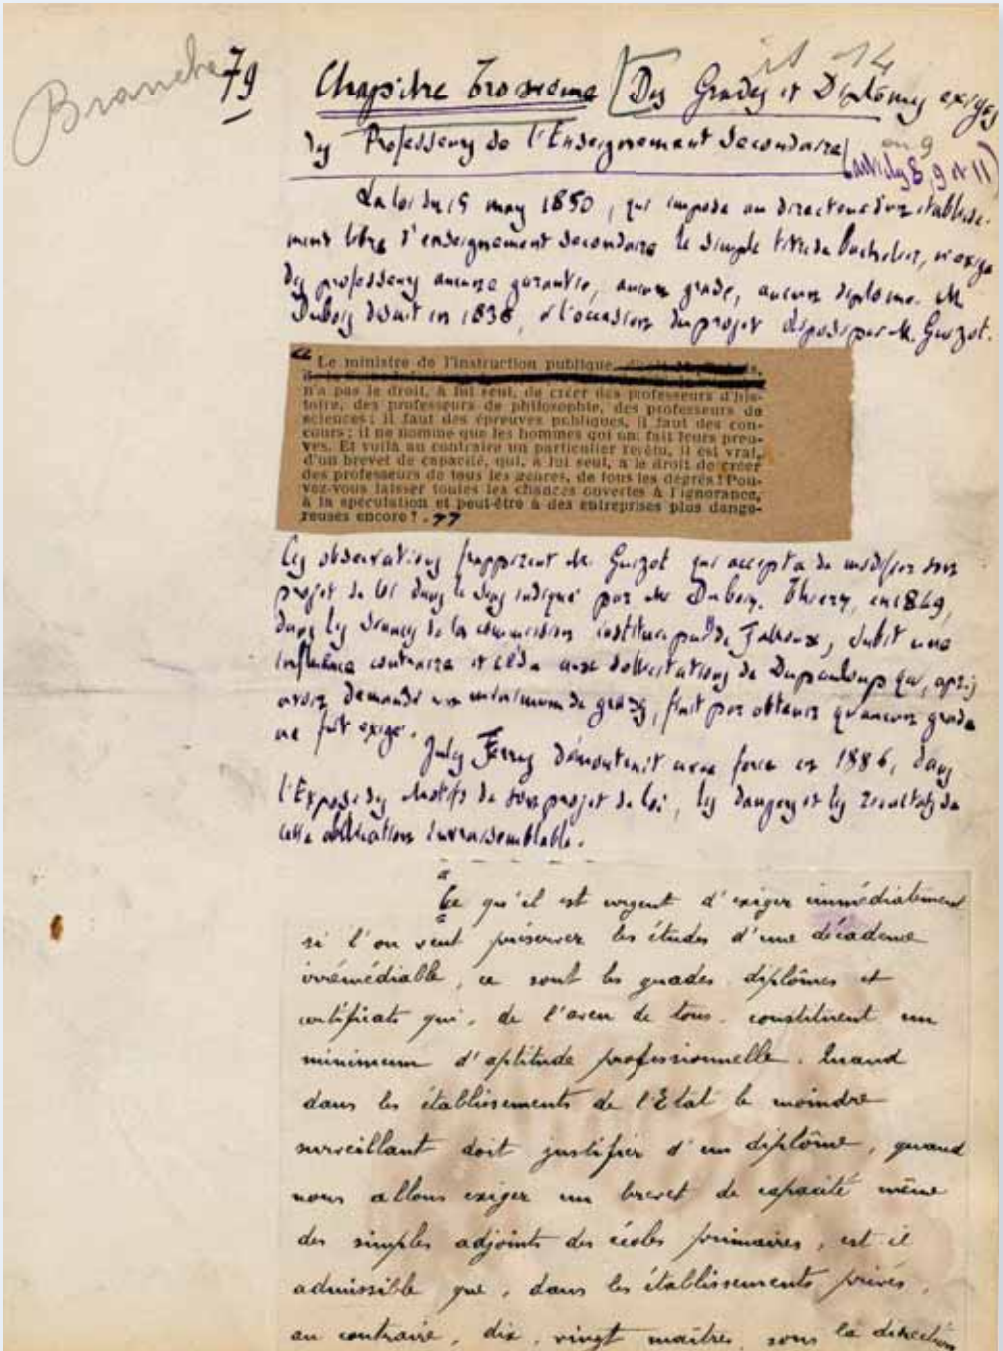 Branche
79
14
Chapitre Troisième Des Grades et Diplômes exigés
des Professeurs de l'Enseignement Secondaire (articles 8, 9 et 11)
La loi du 15 mars 1850, qui impose au directeur d'un établisse-
ment libre d'enseignement secondaire le simple titre de bachelier, n'exige
des professeurs aucune garantie, aucun grade, aucun diplôme. M.
Dubois disait en 1836, à l'occasion du projet déposé par M. Guizot.
" Le ministre de l'instruction publique,
n'a pas le droit, à lui seul, de créer des professeurs d'his-
toire, des professeurs de philosophie, des professeurs de
sciences ; il faut des épreuves publiques, il faut des con-
cours ; il ne nomme que les hommes qui ont fait leurs preu-
ves. Et voilà au contraire un particulier revêtu, il est vrai,
d'un brevet de capacité, qui, à lui seul, a le droit de créer
des professeurs de tous les genres, de tous les degrés ! Pou-
vez-vous laisser toutes les chances ouvertes à l'ignorance,
à la spéculation et peut-être à des entreprises plus dange-
reuses encore ? . "
Ces observations frappèrent M. Guizot qui accepta de modifier son
projet de loi dans le sens indiqué par M. Dubois. Thiers, en 1849,
dans les séances de la commission instituée par M. de Falloux, subit une
influence contraire et céda aux sollicitations de Dupanloup qui, après
avoir demandé un minimum de grades, finit par obtenir qu'aucun grade
ne fût exigé.
Jules Ferry démontrait avec force en 1886, dans
l'Exposé des Motifs de son projet de loi, les dangers et les résultats de
cette invraisemblable.
" Ce qu'il est urgent d'exiger immédiatement
si l'on veut préserver les études d'une décadence
irrémédiable, ce sont les grades, diplômes et
certificats qui, de l'aveu de tous, constituent un
minimum d'aptitude professionnelle. Quand
dans les établissements de l'Etat le moindre
surveillant doit justifier d'un diplôme, quand
nous allons exiger un brevet de capacité même
des simples adjoints des écoles primaires, est-il
admissible que, dans les établissements privés,
au contraire, dix, vingt maîtres, sous la direction